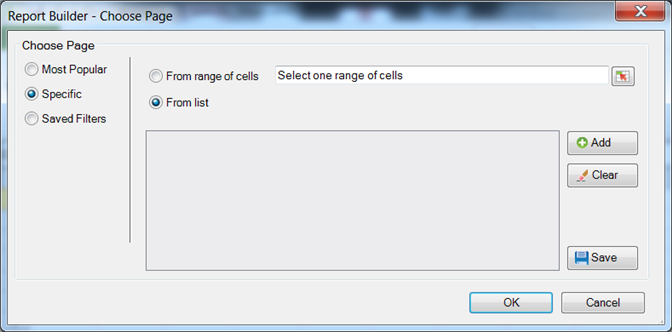 Report Builder - Choose Page
Choose Page
Most Popular
Specific
Saved Filters
From range of cells
Select one range of cells
From list
Add
Clear
Save
OK
Cancel